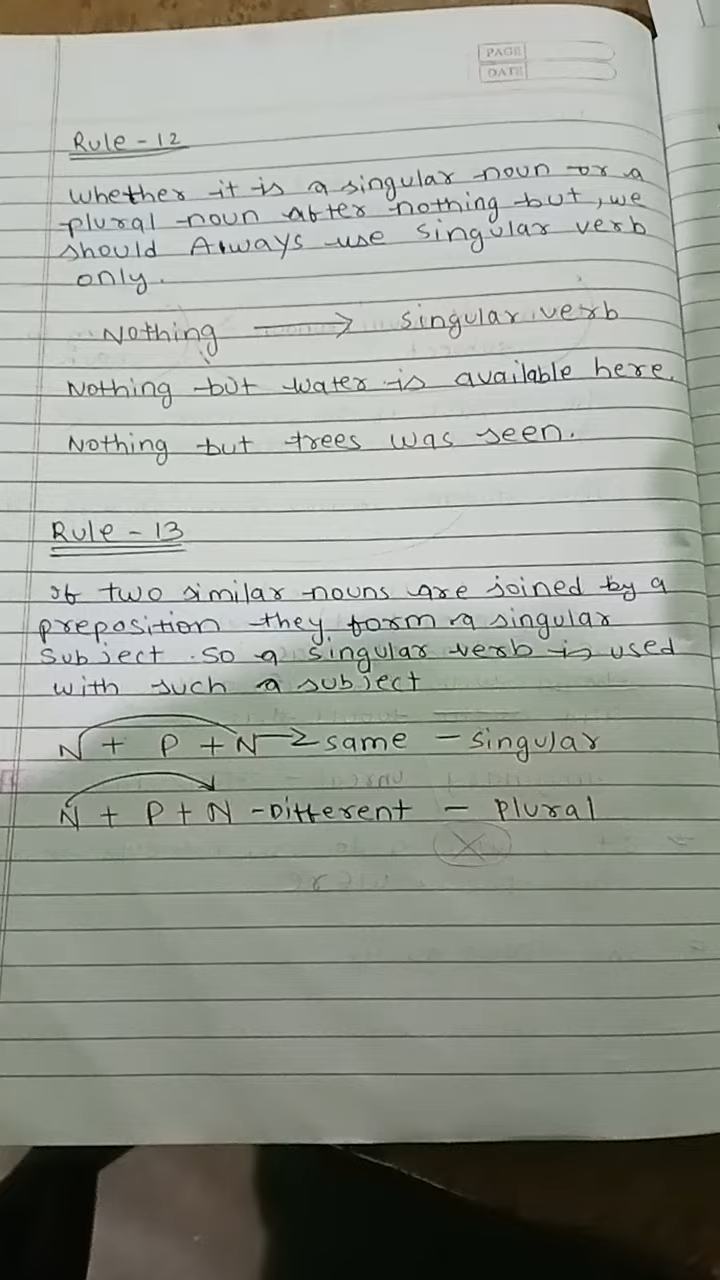 PAGE
DATE
Rule - 12
Whether it is a singular noun or a
plural noun after nothing but, we
should Always use singular verb
only.
Nothing → singular verb
Nothing but water is available here.
Nothing but trees was seen.
Rule - 13
If two similar nouns are joined by a
preposition they form a singular
subject. So a singular verb is used
with such a subject
N + P + N → same - singular
N + P + N - Different - Plural